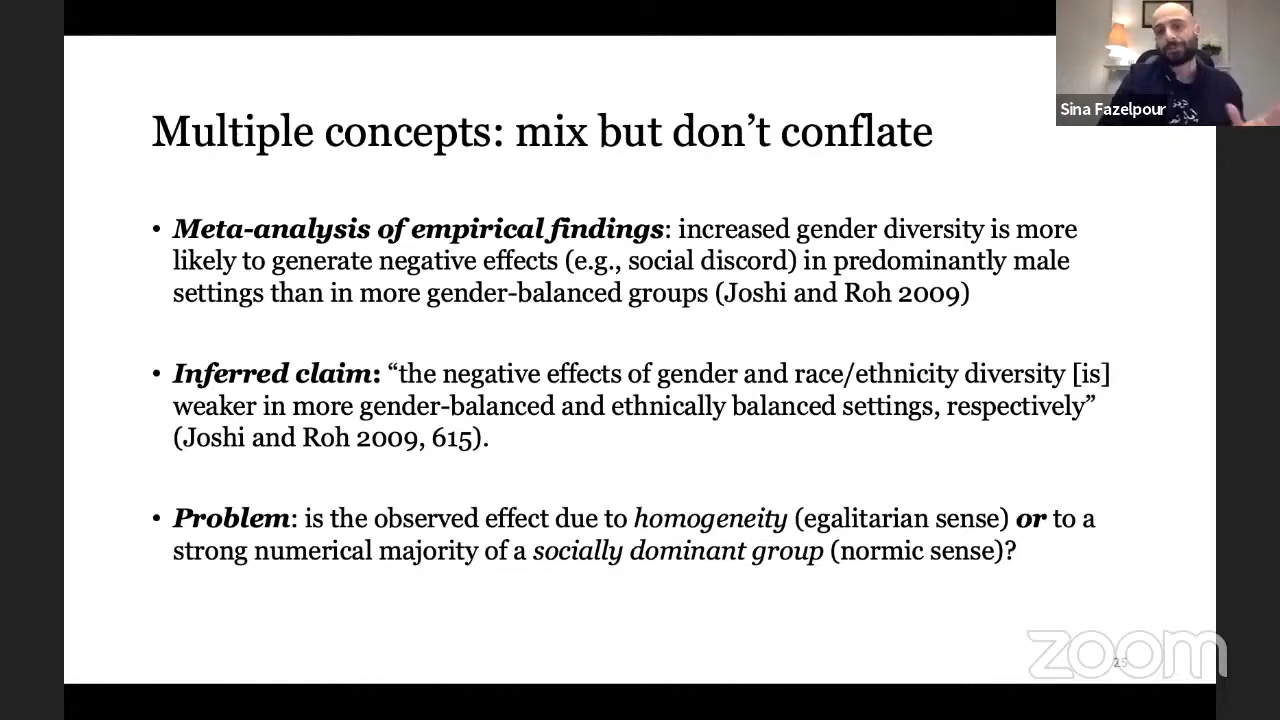 Sina Fazelpour
Multiple concepts: mix but don’t conflate
• Meta-analysis of empirical findings: increased gender diversity is more
likely to generate negative effects (e.g., social discord) in predominantly male
settings than in more gender-balanced groups (Joshi and Roh 2009)
• Inferred claim: “the negative effects of gender and race/ethnicity diversity [is]
weaker in more gender-balanced and ethnically balanced settings, respectively”
(Joshi and Roh 2009, 615).
• Problem: is the observed effect due to homogeneity (egalitarian sense) or to a
strong numerical majority of a socially dominant group (normic sense)?
zoom
25